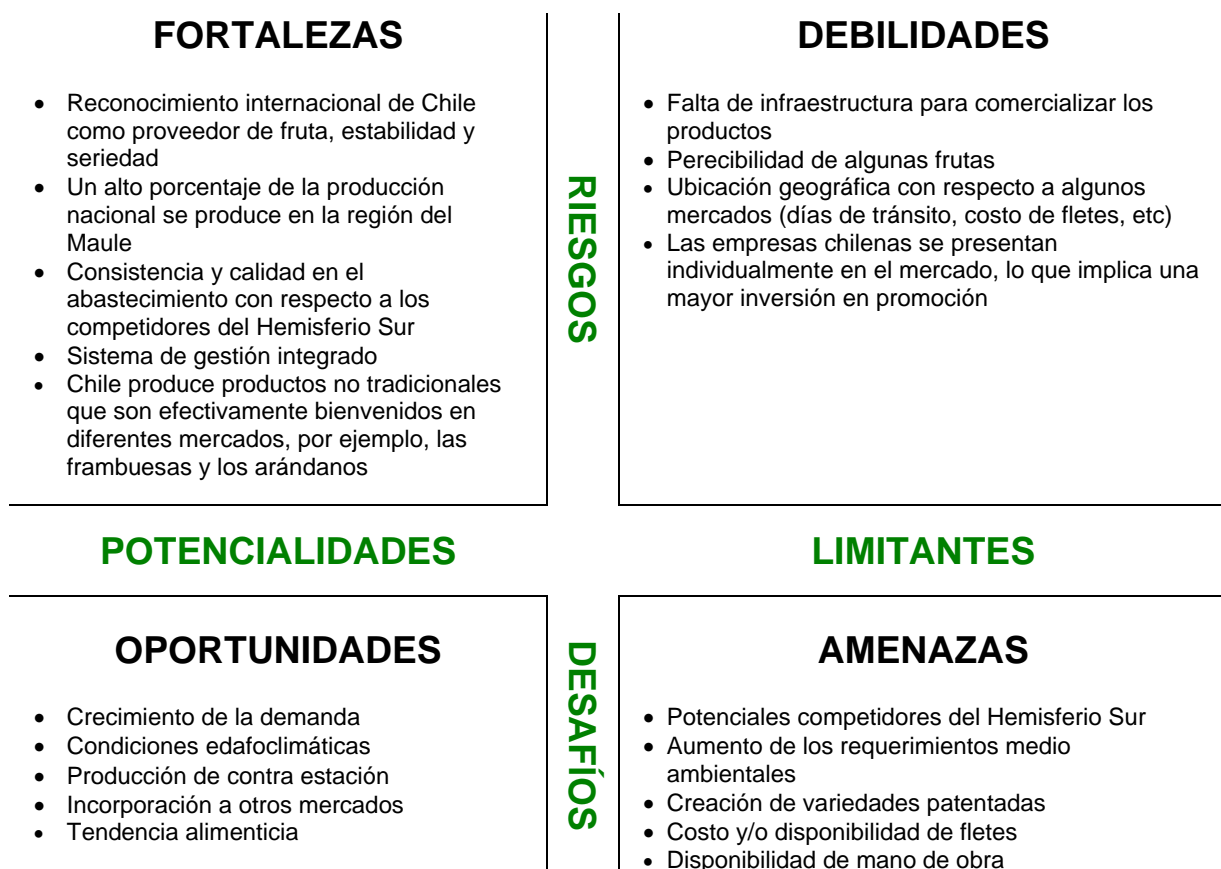 FORTALEZAS
• Reconocimiento internacional de Chile
como proveedor de fruta, estabilidad y
seriedad
• Un alto porcentaje de la producción
nacional se produce en la región del
Maule
• Consistencia y calidad en el
abastecimiento con respecto a los
competidores del Hemisferio Sur
• Sistema de gestión integrado
• Chile produce productos no tradicionales
que son efectivamente bienvenidos en
diferentes mercados, por ejemplo, las
frambuesas y los arándanos
RIESGOS
DEBILIDADES
• Falta de infraestructura para comercializar los
productos
• Perecibilidad de algunas frutas
• Ubicación geográfica con respecto a algunos
mercados (días de tránsito, costo de fletes, etc)
• Las empresas chilenas se presentan
individualmente en el mercado, lo que implica una
mayor inversión en promoción
POTENCIALIDADES
LIMITANTES
OPORTUNIDADES
• Crecimiento de la demanda
• Condiciones edafoclimáticas
• Producción de contra estación
• Incorporación a otros mercados
• Tendencia alimenticia
DESAFÍOS
AMENAZAS
• Potenciales competidores del Hemisferio Sur
• Aumento de los requerimientos medio
ambientales
• Creación de variedades patentadas
• Costo y/o disponibilidad de fletes
• Disponibilidad de mano de obra